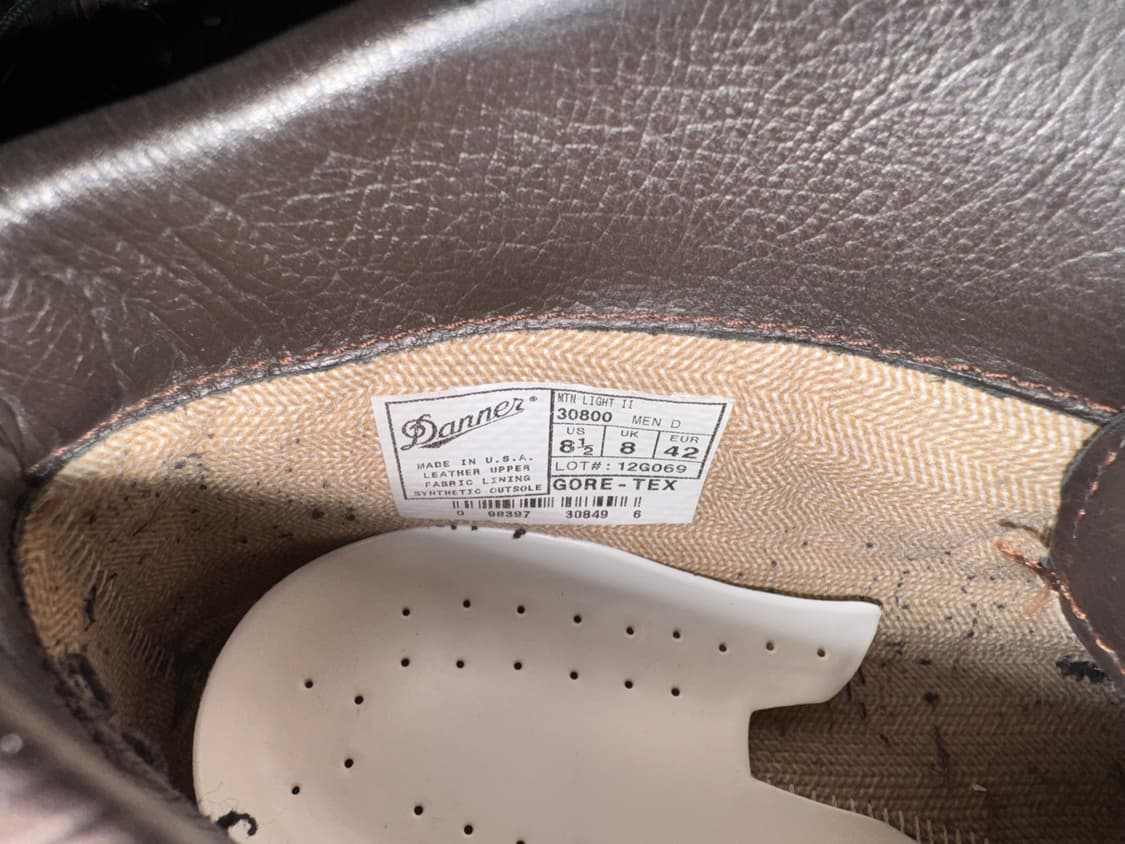 Danner®
MADE IN U.S.A.
LEATHER UPPER
FABRIC LINING
SYNTHETIC OUTSOLE
MTN LIGHT II
30800 MEN D
US UK EUR
8½ 8 42
LOT#: 12G069
GORE-TEX
0 98397 30849 6